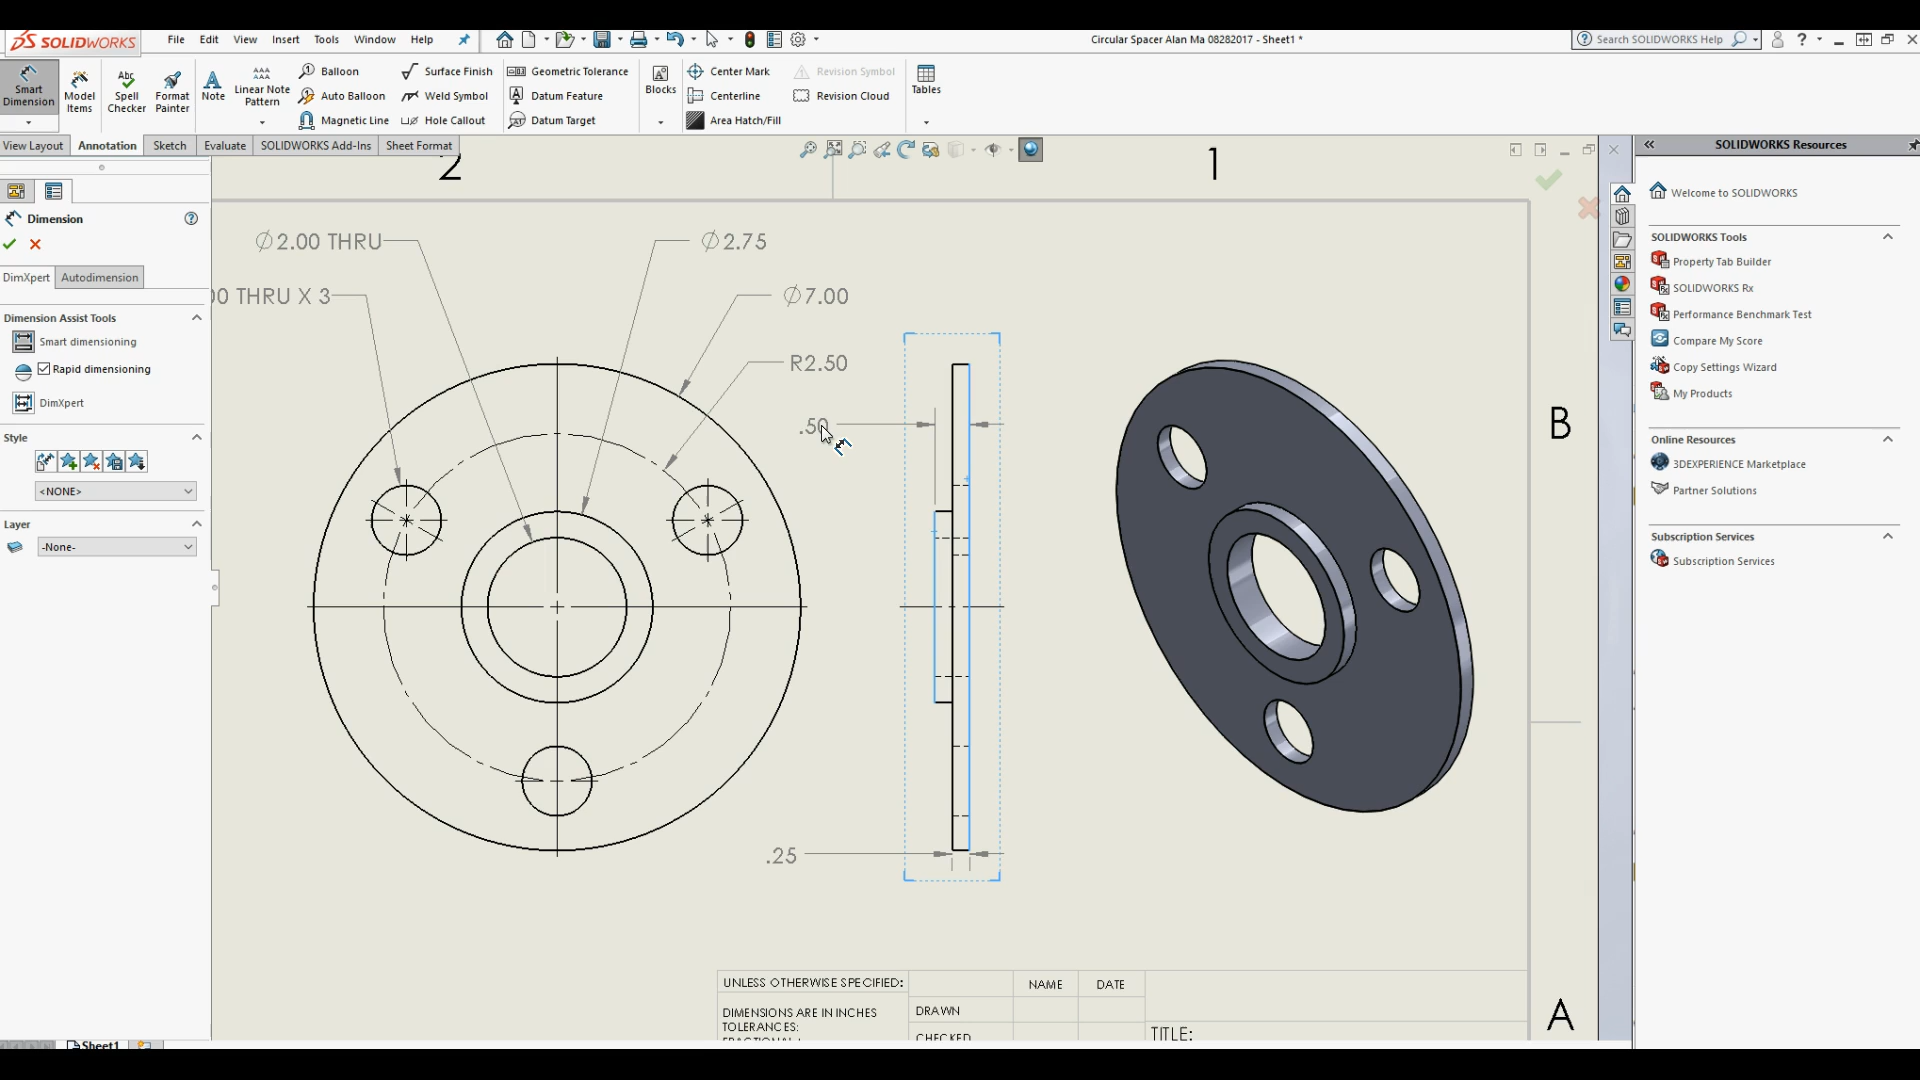 SOLIDWORKS
File Edit View Insert Tools Window Help
Circular Spacer Alan Ma 08282017 - Sheet1 *
Search SOLIDWORKS Help
Smart Dimension
Model Items
Spell Checker
Format Painter
Note
Linear Note Pattern
Balloon
Auto Balloon
Magnetic Line
Surface Finish
Weld Symbol
Hole Callout
Geometric Tolerance
Datum Feature
Datum Target
Blocks
Center Mark
Centerline
Area Hatch/Fill
Revision Symbol
Revision Cloud
Tables
View Layout Annotation Sketch Evaluate SOLIDWORKS Add-Ins Sheet Format
Dimension
DimXpert Autodimension
Dimension Assist Tools
Smart dimensioning
Rapid dimensioning
DimXpert
Style
<NONE>
Layer
-None-
2
1
∅2.00 THRU
∅2.75
00 THRU X 3
∅7.00
R2.50
.50
.25
B
A
UNLESS OTHERWISE SPECIFIED:
NAME DATE
DIMENSIONS ARE IN INCHES
DRAWN
TOLERANCES:
CHECKED
TITLE:
Sheet1
SOLIDWORKS Resources
Welcome to SOLIDWORKS
SOLIDWORKS Tools
Property Tab Builder
SOLIDWORKS Rx
Performance Benchmark Test
Compare My Score
Copy Settings Wizard
My Products
Online Resources
3DEXPERIENCE Marketplace
Partner Solutions
Subscription Services
Subscription Services